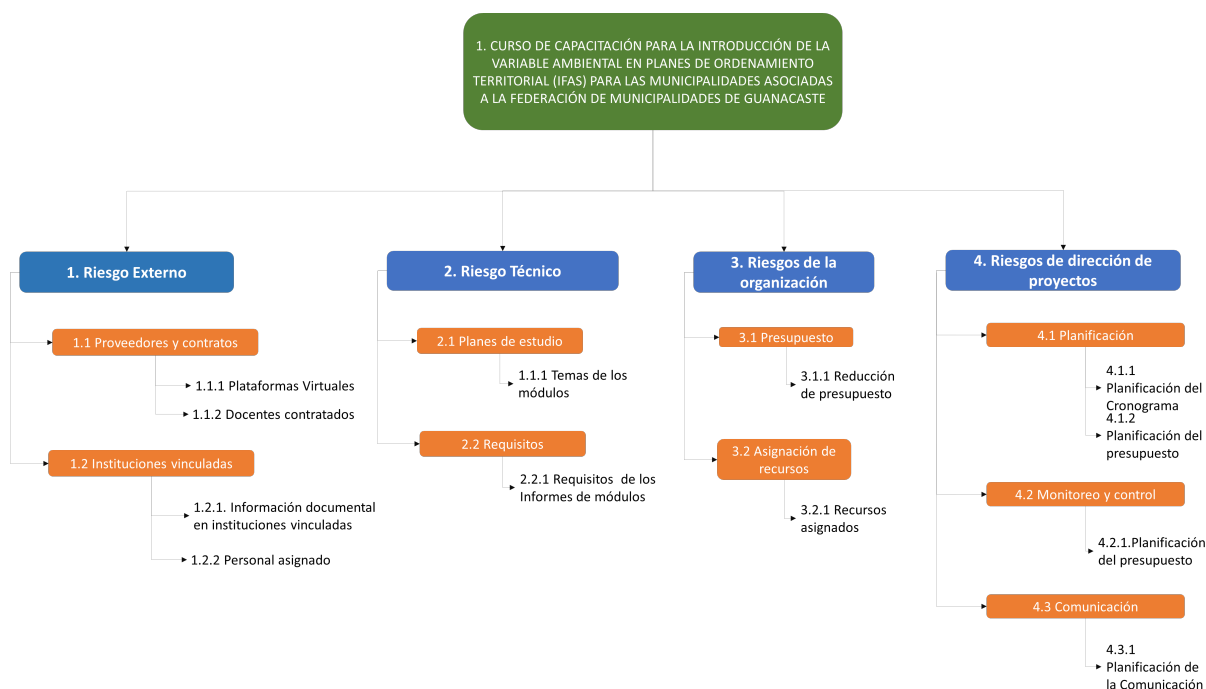 1. CURSO DE CAPACITACIÓN PARA LA INTRODUCCIÓN DE LA
VARIABLE AMBIENTAL EN PLANES DE ORDENAMIENTO
TERRITORIAL (IFAS) PARA LAS MUNICIPALIDADES ASOCIADAS
A LA FEDERACIÓN DE MUNICIPALIDADES DE GUANACASTE
1. Riesgo Externo
1.1 Proveedores y contratos
1.1.1 Plataformas Virtuales
1.1.2 Docentes contratados
1.2 Instituciones vinculadas
1.2.1. Información documental
en instituciones vinculadas
1.2.2 Personal asignado
2. Riesgo Técnico
2.1 Planes de estudio
1.1.1 Temas de los
módulos
2.2 Requisitos
2.2.1 Requisitos de los
Informes de módulos
3. Riesgos de la
organización
3.1 Presupuesto
3.1.1 Reducción
de presupuesto
3.2 Asignación de
recursos
3.2.1 Recursos
asignados
4. Riesgos de dirección de
proyectos
4.1 Planificación
4.1.1
Planificación del
Cronograma
4.1.2
Planificación del
presupuesto
4.2 Monitoreo y control
4.2.1.Planificación
del presupuesto
4.3 Comunicación
4.3.1
Planificación de
la Comunicación